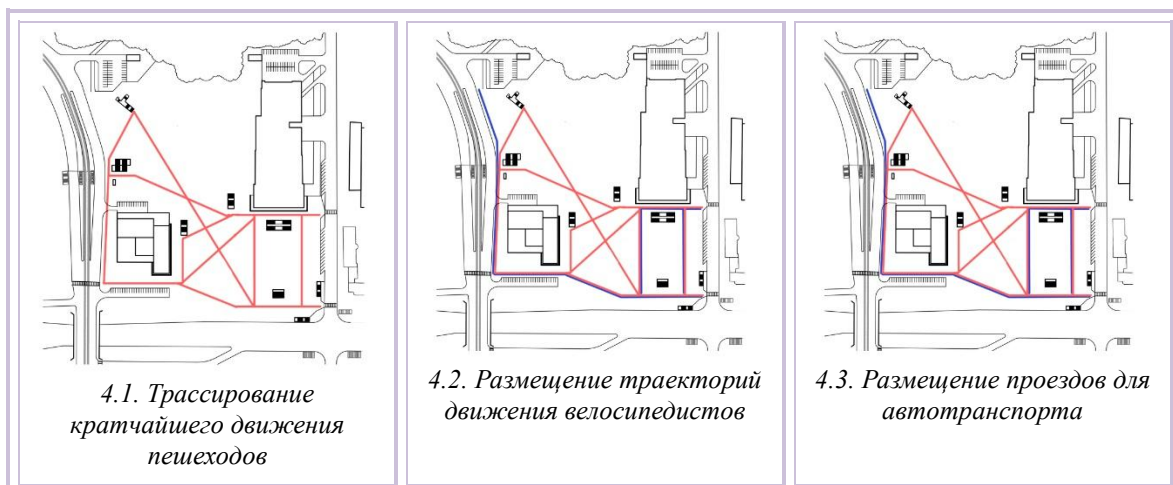 4.1. Трассирование
кратчайшего движения
пешеходов
4.2. Размещение траекторий
движения велосипедистов
4.3. Размещение проездов для
автотранспорта